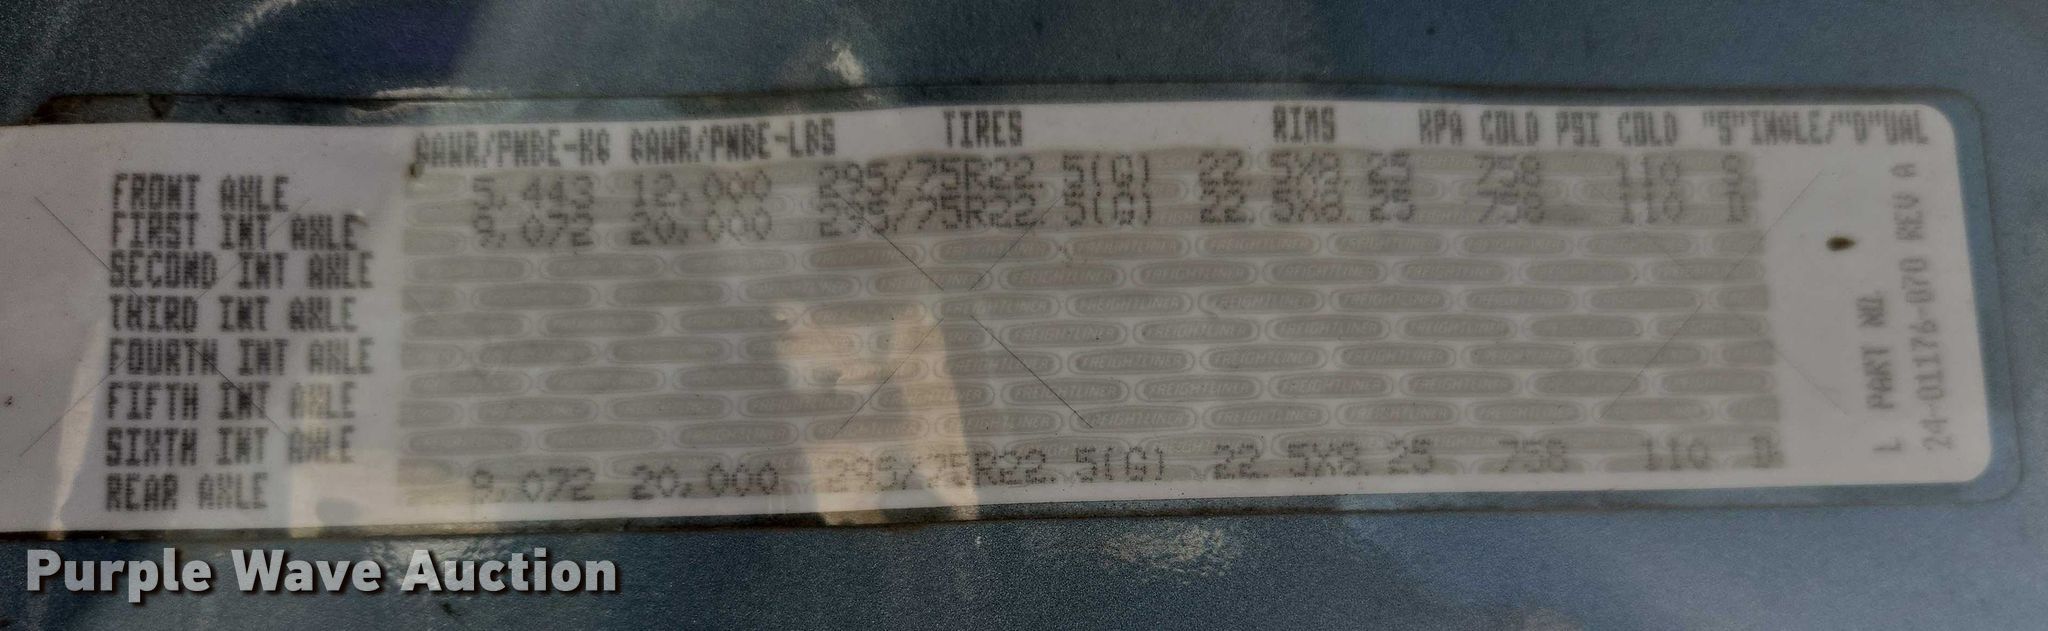 GAWR/PNBE-KG GAWR/PNBE-LBS TIRES RIMS KPA COLD PSI COLD "S"INGLE/"D"UAL
FRONT AXLE 5,443 12,000 295/75R22.5(G) 22.5X8.25 758 110 S
FIRST INT AXLE 9,072 20,000 295/75R22.5(G) 22.5X8.25 758 110 D
SECOND INT AXLE
THIRD INT AXLE
FOURTH INT AXLE
FIFTH INT AXLE
SIXTH INT AXLE
REAR AXLE 9,072 20,000 295/75R22.5(G) 22.5X8.25 758 110 D
L PART NO.
24-01176-070 REV A
FREIGHTLINER
Purple Wave Auction